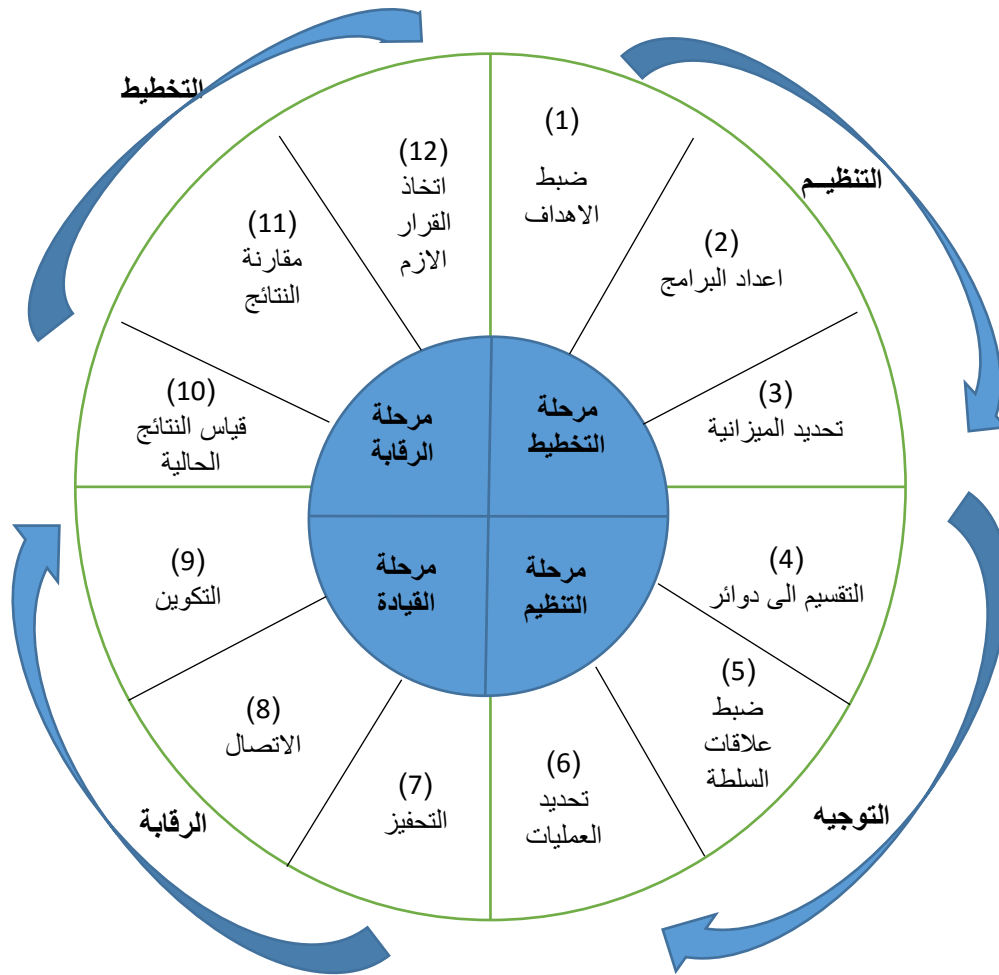 التخطيط
التنظيــم
التوجيه
الرقابة
(1)
ضبط
الاهداف
(2)
اعداد البرامج
(3)
تحديد الميزانية
(4)
التقسيم الى دوائر
(5)
ضبط
علاقات
السلطة
(6)
تحديد
العمليات
(7)
التحفيز
(8)
الاتصال
(9)
التكوين
(10)
قياس النتائج
الحالية
(11)
مقارنة
النتائج
(12)
اتخاذ
القرار
الازم
مرحلة
التخطيط
مرحلة
التنظيم
مرحلة
القيادة
مرحلة
الرقابة